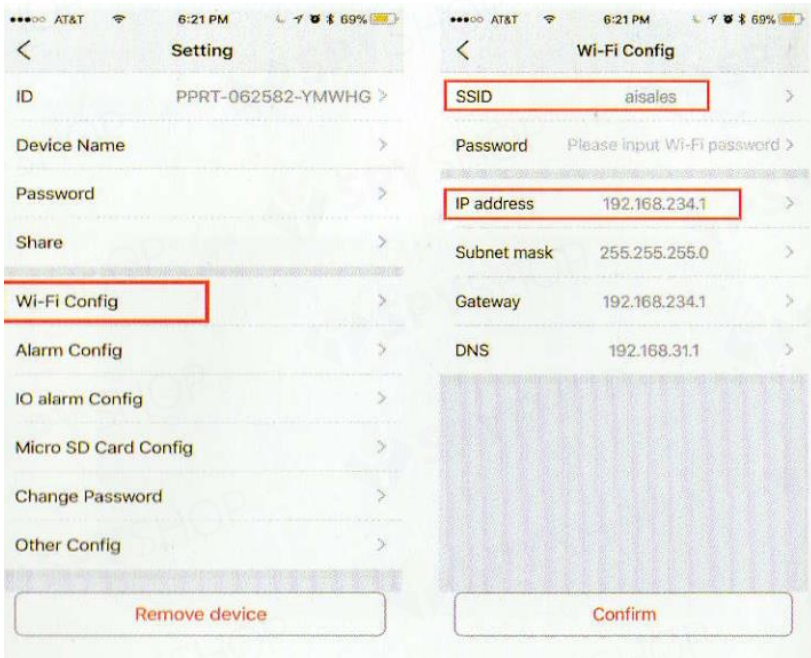 AT&T 6:21 PM 69%
Setting
ID PPRT-062582-YMWHG
Device Name
Password
Share
Wi-Fi Config
Alarm Config
IO alarm Config
Micro SD Card Config
Change Password
Other Config
Remove device
AT&T 6:21 PM 69%
Wi-Fi Config
SSID aisales
Password Please input Wi-Fi password
IP address 192.168.234.1
Subnet mask 255.255.255.0
Gateway 192.168.234.1
DNS 192.168.31.1
Confirm